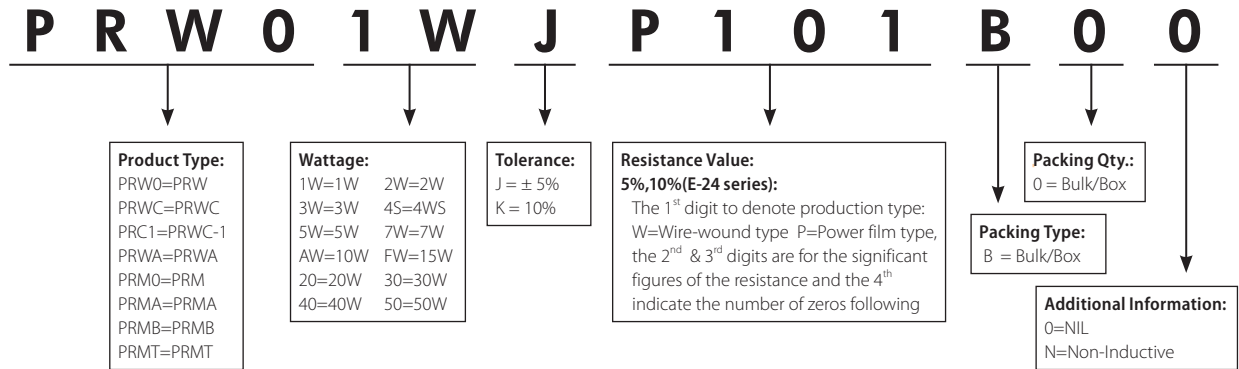 P R W 0 1 W J P 1 0 1 B 0 0
Product Type:
PRW0=PRW
PRWC=PRWC
PRC1=PRWC-1
PRWA=PRWA
PRM0=PRM
PRMA=PRMA
PRMB=PRMB
PRMT=PRMT
Wattage:
1W=1W 2W=2W
3W=3W 4S=4WS
5W=5W 7W=7W
AW=10W FW=15W
20=20W 30=30W
40=40W 50=50W
Tolerance:
J = ± 5%
K = 10%
Resistance Value:
5%,10%(E-24 series):
The 1st digit to denote production type:
W=Wire-wound type P=Power film type,
the 2nd & 3rd digits are for the significant
figures of the resistance and the 4th
indicate the number of zeros following
Packing Type:
B = Bulk/Box
Packing Qty.:
0 = Bulk/Box
Additional Information:
0=NIL
N=Non-Inductive